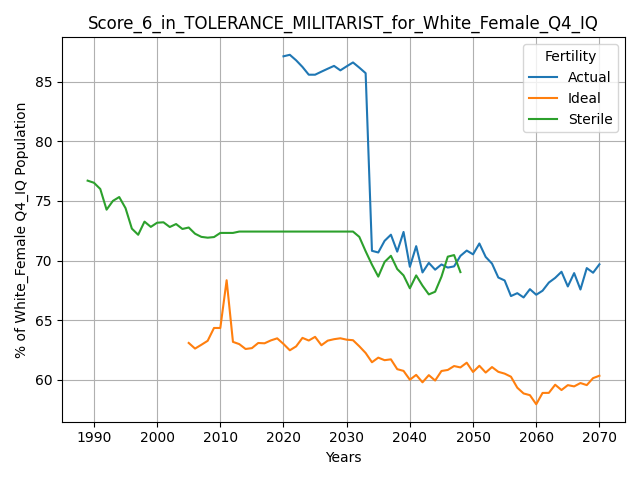 Score_6_in_TOLERANCE_MILITARIST_for_White_Female_Q4_IQ
% of White_Female Q4_IQ Population
85
80
75
70
65
60
Fertility
Actual
Ideal
Sterile
1990 2000 2010 2020 2030 2040 2050 2060 2070
Years